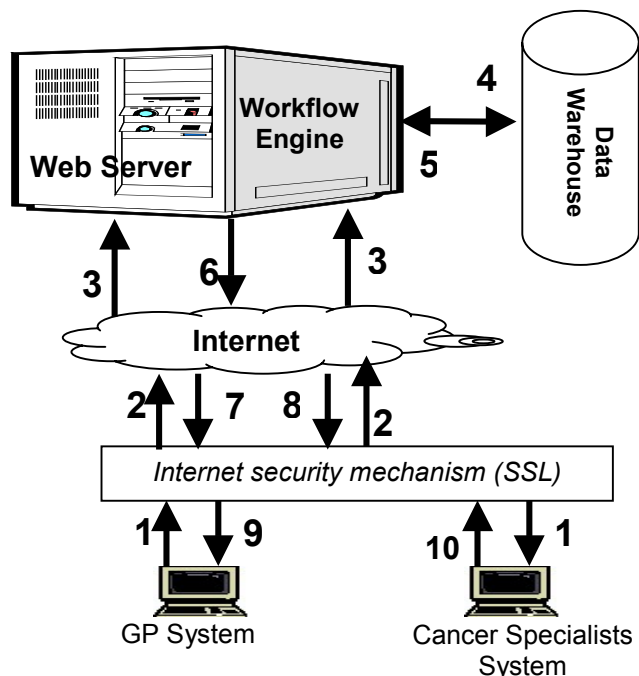 4
Workflow
Engine
Web Server
5
Data
Warehouse
3
6
3
Internet
2
7
8
2
Internet security mechanism (SSL)
1
9
10
1
GP System
Cancer Specialists
System